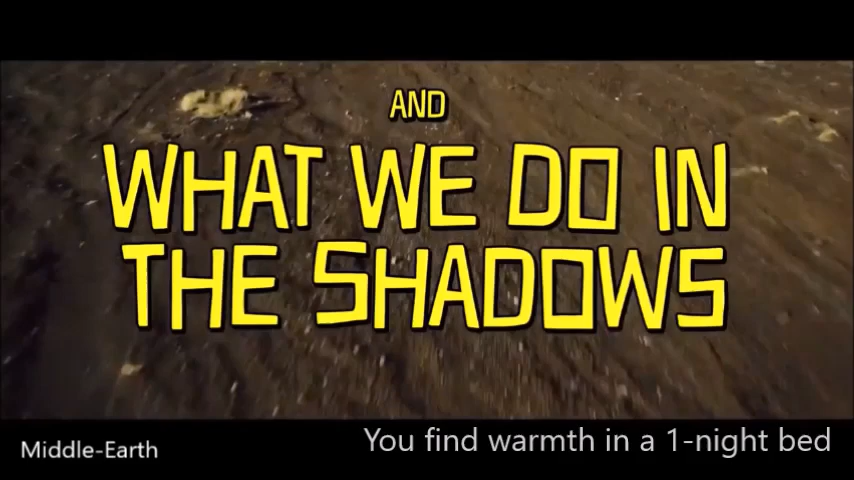 AND
WHAT WE DO IN
THE SHADOWS
Middle-Earth
You find warmth in a 1-night bed